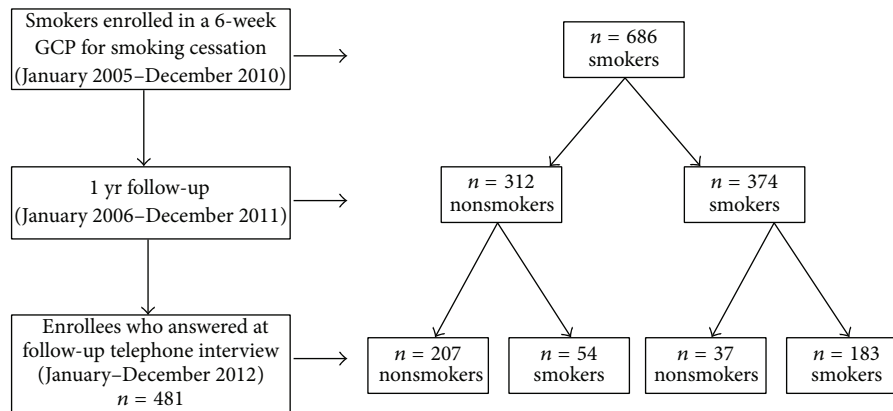 Smokers enrolled in a 6-week
GCP for smoking cessation
(January 2005–December 2010)
n = 686
smokers
1 yr follow-up
(January 2006–December 2011)
n = 312
nonsmokers
n = 374
smokers
Enrollees who answered at
follow-up telephone interview
(January–December 2012)
n = 481
n = 207
nonsmokers
n = 54
smokers
n = 37
nonsmokers
n = 183
smokers